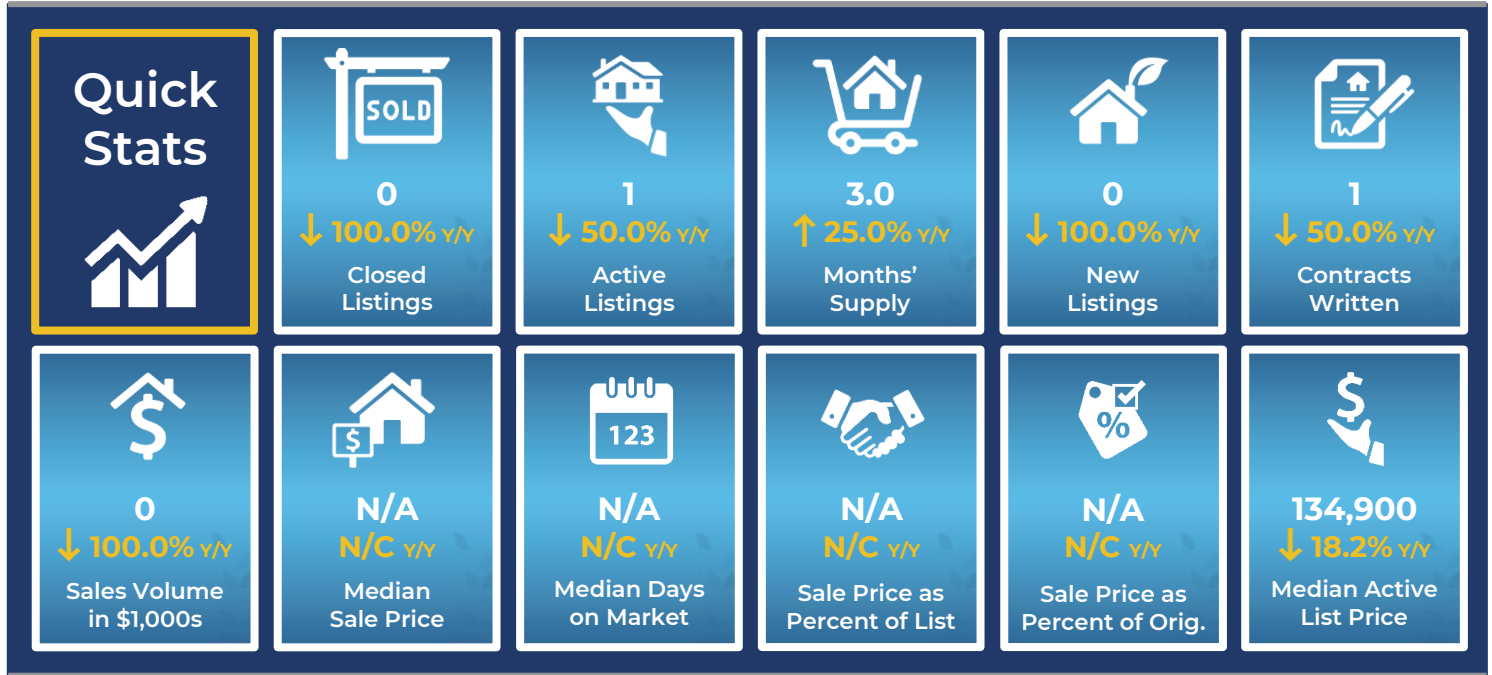 Quick
Stats
SOLD
0
↓ 100.0% Y/Y
Closed
Listings
1
↓ 50.0% Y/Y
Active
Listings
3.0
↑ 25.0% Y/Y
Months’
Supply
0
↓ 100.0% Y/Y
New
Listings
1
↓ 50.0% Y/Y
Contracts
Written
$
0
↓ 100.0% Y/Y
Sales Volume
in $1,000s
$
N/A
N/C Y/Y
Median
Sale Price
123
N/A
N/C Y/Y
Median Days
on Market
N/A
N/C Y/Y
Sale Price as
Percent of List
%
N/A
N/C Y/Y
Sale Price as
Percent of Orig.
$
134,900
↓ 18.2% Y/Y
Median Active
List Price